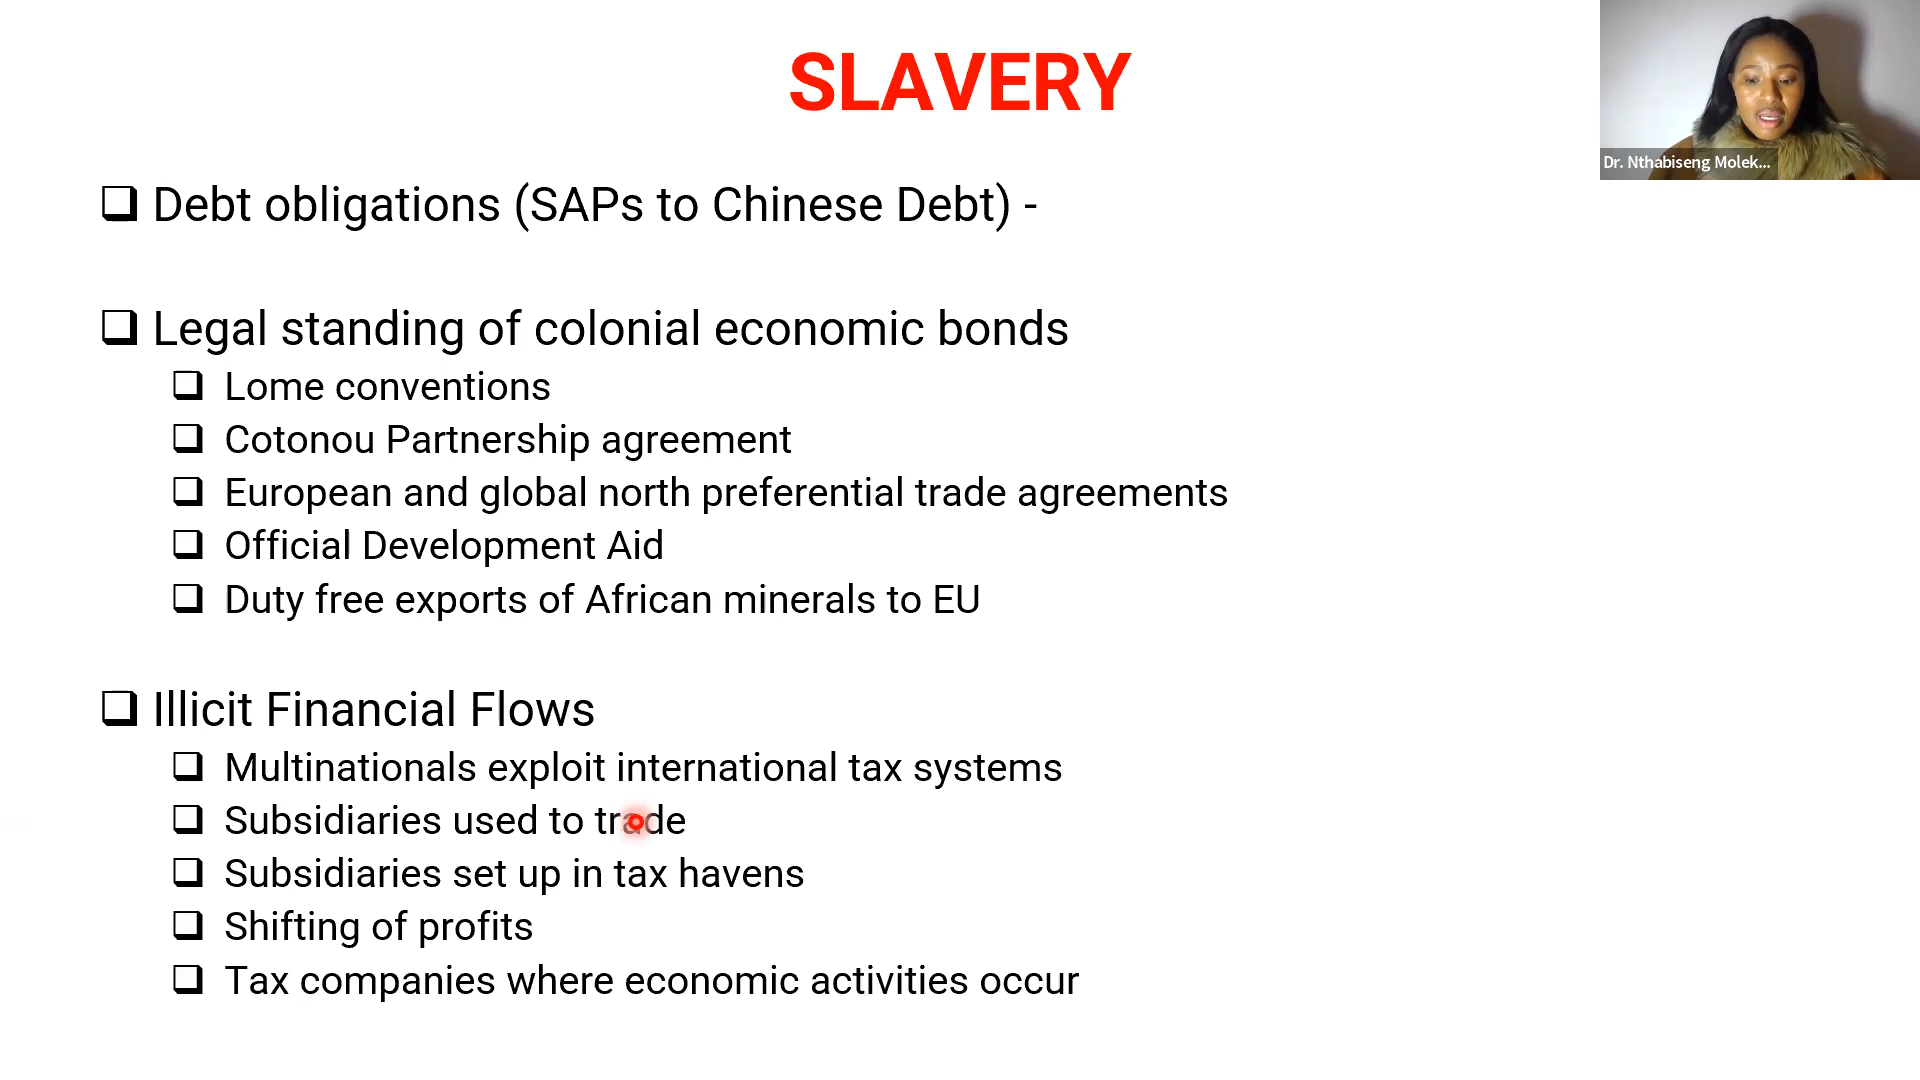 SLAVERY
Dr. Nthabiseng Molek...
Debt obligations (SAPs to Chinese Debt) -
Legal standing of colonial economic bonds
Lome conventions
Cotonou Partnership agreement
European and global north preferential trade agreements
Official Development Aid
Duty free exports of African minerals to EU
Illicit Financial Flows
Multinationals exploit international tax systems
Subsidiaries used to trade
Subsidiaries set up in tax havens
Shifting of profits
Tax companies where economic activities occur